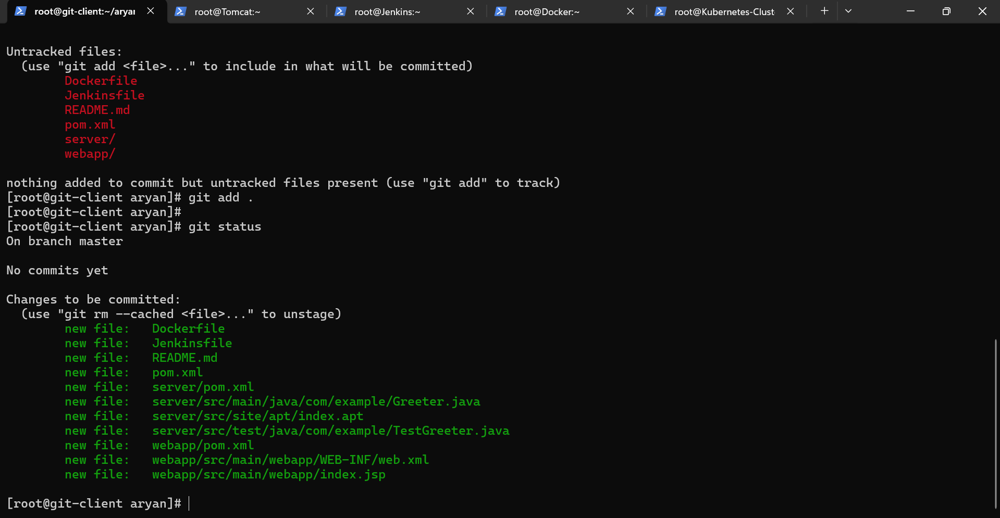 root@git-client:~/aryar
root@Tomcat:~
root@Jenkins:~
root@Docker:~
root@Kubernetes-Clust
Untracked files:
  (use "git add <file>..." to include in what will be committed)
        Dockerfile
        Jenkinsfile
        README.md
        pom.xml
        server/
        webapp/
nothing added to commit but untracked files present (use "git add" to track)
[root@git-client aryan]# git add .
[root@git-client aryan]#
[root@git-client aryan]# git status
On branch master
No commits yet
Changes to be committed:
  (use "git rm --cached <file>..." to unstage)
        new file:   Dockerfile
        new file:   Jenkinsfile
        new file:   README.md
        new file:   pom.xml
        new file:   server/pom.xml
        new file:   server/src/main/java/com/example/Greeter.java
        new file:   server/src/site/apt/index.apt
        new file:   server/src/test/java/com/example/TestGreeter.java
        new file:   webapp/pom.xml
        new file:   webapp/src/main/webapp/WEB-INF/web.xml
        new file:   webapp/src/main/webapp/index.jsp
[root@git-client aryan]#